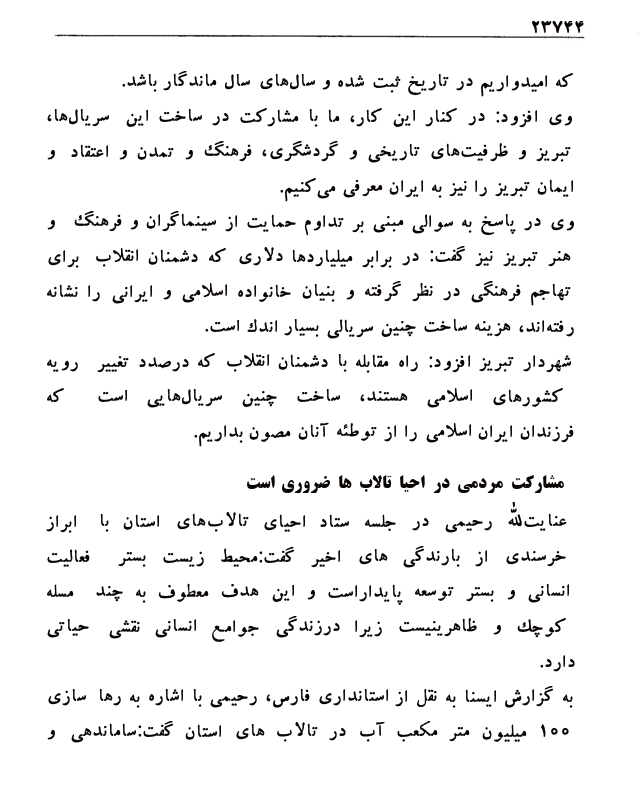 ۲۳۷۴۴
که امیدواریم در تاریخ ثبت شده و سال‌های سال ماندگار باشد.
وی افزود: در کنار این کار، ما با مشارکت در ساخت این سریال‌ها،
تبریز و ظرفیت‌های تاریخی و گردشگری، فرهنگ و تمدن و اعتقاد و
ایمان تبریز را نیز به ایران معرفی می‌کنیم.
وی در پاسخ به سوالی مبنی بر تداوم حمایت از سینماگران و فرهنگ و
هنر تبریز نیز گفت: در برابر میلیاردها دلاری که دشمنان انقلاب برای
تهاجم فرهنگی در نظر گرفته و بنیان خانواده اسلامی و ایرانی را نشانه
رفته‌اند، هزینه ساخت چنین سریالی بسیار اندک است.
شهردار تبریز افزود: راه مقابله با دشمنان انقلاب که درصدد تغییر رویه
کشورهای اسلامی هستند، ساخت چنین سریال‌هایی است که
فرزندان ایران اسلامی را از توطئه آنان مصون بداریم.
مشارکت مردمی در احیا تالاب ها ضروری است
عنایت‌الله رحیمی در جلسه ستاد احیای تالاب‌های استان با ابراز
خرسندی از بارندگی های اخیر گفت:محیط زیست بستر فعالیت
انسانی و بستر توسعه پایداراست و این هدف معطوف به چند مسله
کوچک و ظاهرینیست زیرا درزندگی جوامع انسانی نقشی حیاتی
دارد.
به گزارش ایسنا به نقل از استانداری فارس، رحیمی با اشاره به رها سازی
۱۰۰ میلیون متر مکعب آب در تالاب های استان گفت:ساماندهی و